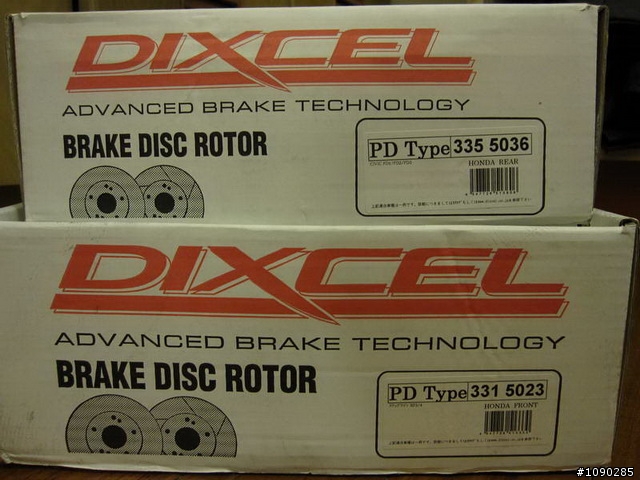 DIXCEL
ADVANCED BRAKE TECHNOLOGY
BRAKE DISC ROTOR
PD Type 335 5036
HONDA REAR
DIXCEL
ADVANCED BRAKE TECHNOLOGY
BRAKE DISC ROTOR
PD Type 331 5023
HONDA FRONT
#1090285